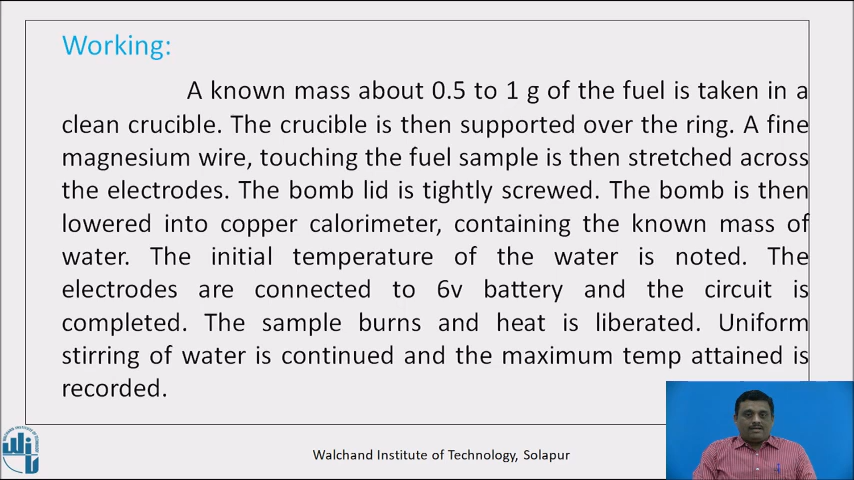 Working:
A known mass about 0.5 to 1 g of the fuel is taken in a
clean crucible. The crucible is then supported over the ring. A fine
magnesium wire, touching the fuel sample is then stretched across
the electrodes. The bomb lid is tightly screwed. The bomb is then
lowered into copper calorimeter, containing the known mass of
water. The initial temperature of the water is noted. The
electrodes are connected to 6v battery and the circuit is
completed. The sample burns and heat is liberated. Uniform
stirring of water is continued and the maximum temp attained is
recorded.
Walchand Institute of Technology, Solapur